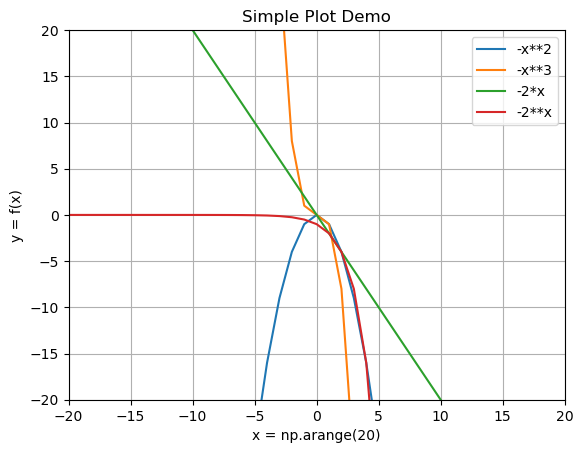 Simple Plot Demo
20
15
10
5
0
−5
−10
−15
−20
y = f(x)
-x**2
-x**3
-2*x
-2**x
−20 −15 −10 −5 0 5 10 15 20
x = np.arange(20)